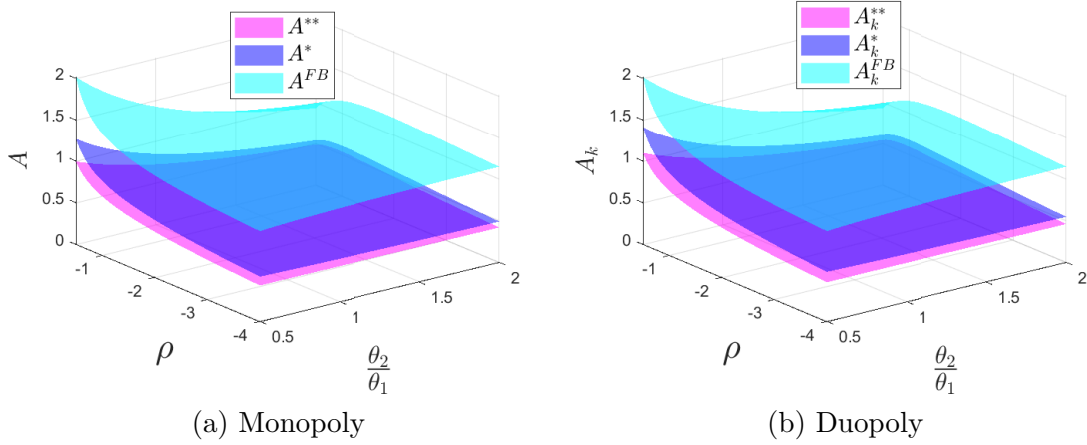 A**
A*
A^{FB}
2
1.5
1
0.5
0
A
-1
-2
-3
-4
ρ
0.5
1
1.5
2
θ₂/θ₁
(a) Monopoly
A_k^{**}
A_k^{*}
A_k^{FB}
2
1.5
1
0.5
0
A_k
-1
-2
-3
-4
ρ
0.5
1
1.5
2
θ₂/θ₁
(b) Duopoly